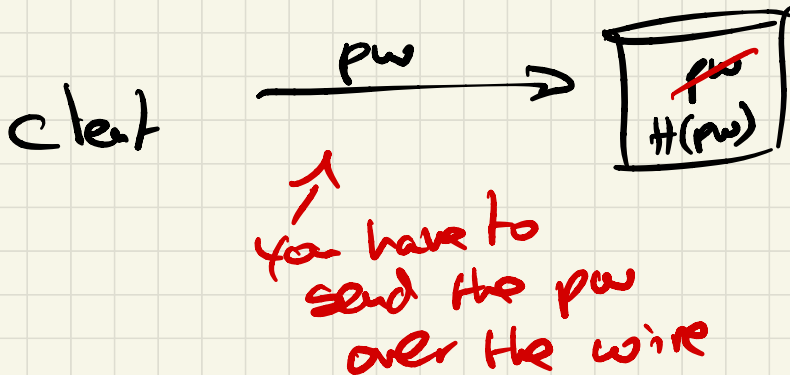 pw
pw
H(pw)
Client
You have to
send the pw
over the wire